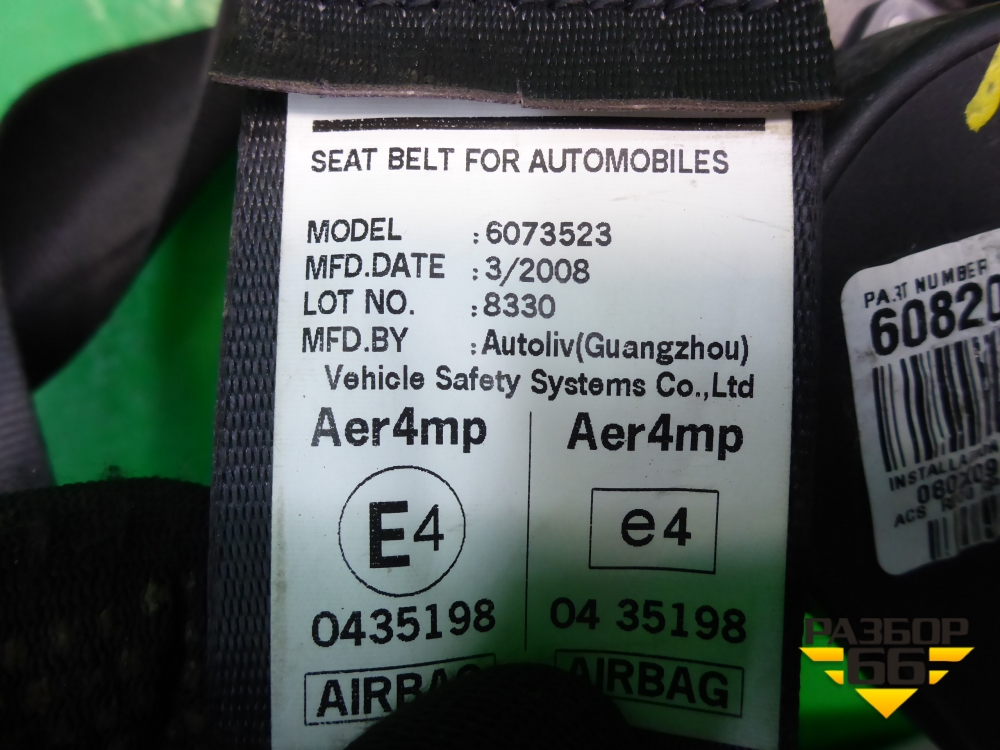 SEAT BELT FOR AUTOMOBILES
MODEL :6073523
MFD.DATE :3/2008
LOT NO. :8330
MFD.BY :Autoliv(Guangzhou)
Vehicle Safety Systems Co.,Ltd
Aer4mp Aer4mp
E4 e4
0435198 04 35198
AIRBAG AIRBAG
PART NUMBER
60820
ACS
РАЗБОР
66